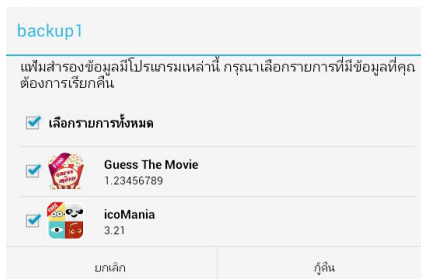 backup1
แฟ้มสำรองข้อมูลมีโปรแกรมเหล่านี้ กรุณาเลือกรายการที่มีข้อมูลที่คุณ
ต้องการเรียกคืน
เลือกรายการทั้งหมด
Guess The Movie
1.23456789
icoMania
3.21
ยกเลิก
กู้คืน